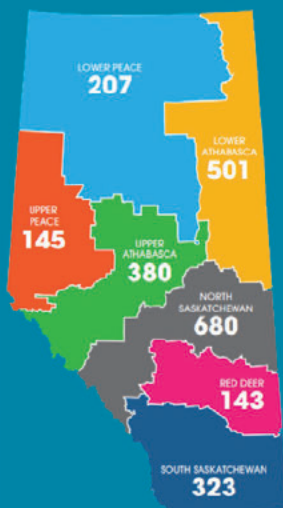 LOWER PEACE
207
LOWER
ATHABASCA
501
UPPER
PEACE
145
UPPER
ATHABASCA
380
NORTH
SASKATCHEWAN
680
RED DEER
143
SOUTH SASKATCHEWAN
323